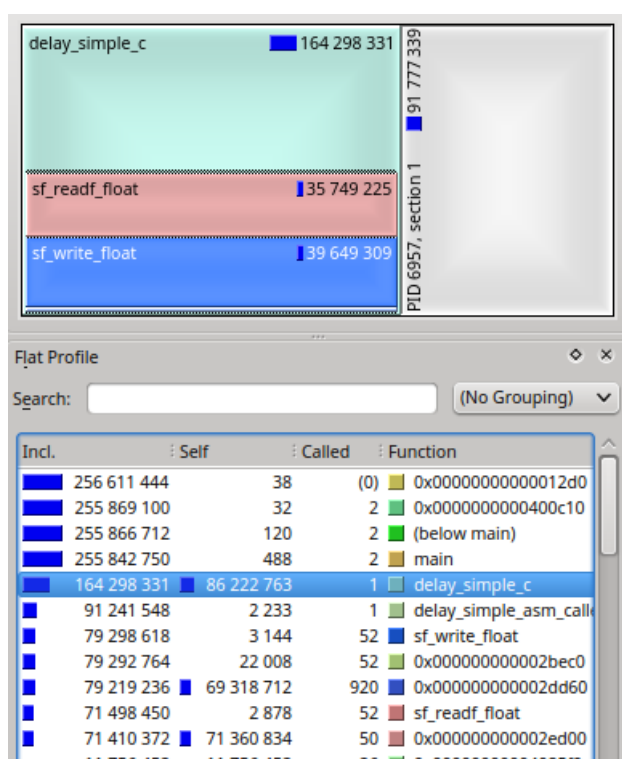 delay_simple_c 164 298 331
sf_readf_float 35 749 225
sf_write_float 39 649 309
PID 6957, section 1 91 777 339
Flat Profile
Search: (No Grouping)
Incl. Self Called Function
256 611 444 38 (0) 0x00000000000012d0
255 869 100 32 2 0x0000000000400c10
255 866 712 120 2 (below main)
255 842 750 488 2 main
164 298 331 86 222 763 1 delay_simple_c
91 241 548 2 233 1 delay_simple_asm_calle
79 298 618 3 144 52 sf_write_float
79 292 764 22 008 52 0x000000000002bec0
79 219 236 69 318 712 920 0x000000000002dd60
71 498 450 2 878 52 sf_readf_float
71 410 372 71 360 834 50 0x000000000002ed00